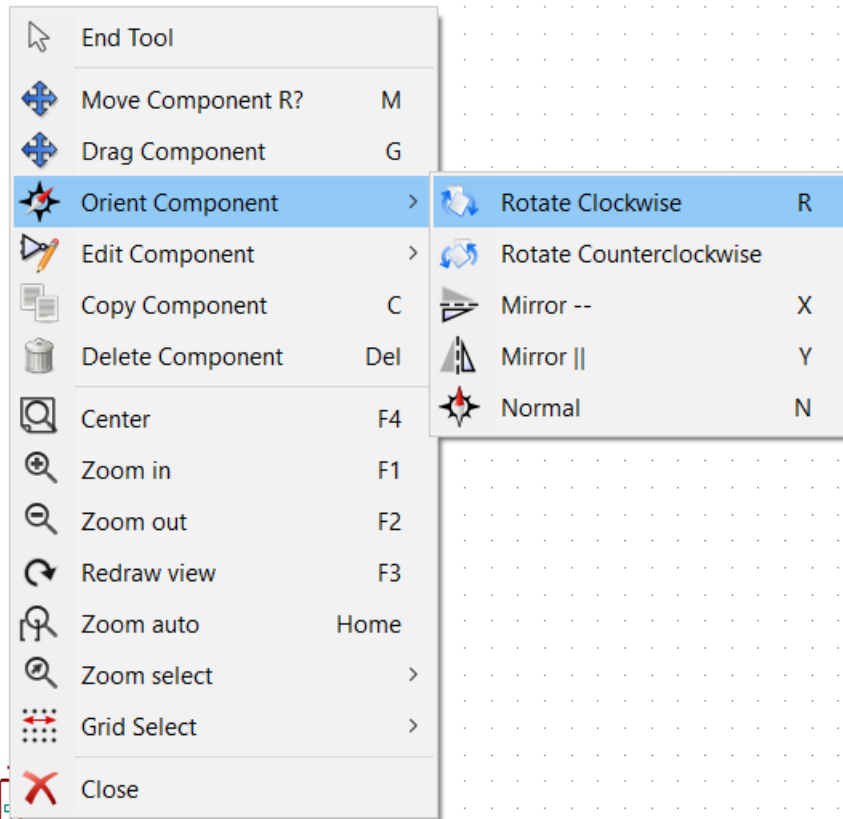 End Tool
Move Component R? M
Drag Component G
Orient Component
Edit Component
Copy Component C
Delete Component Del
Center F4
Zoom in F1
Zoom out F2
Redraw view F3
Zoom auto Home
Zoom select
Grid Select
Close
Rotate Clockwise R
Rotate Counterclockwise
Mirror -- X
Mirror || Y
Normal N